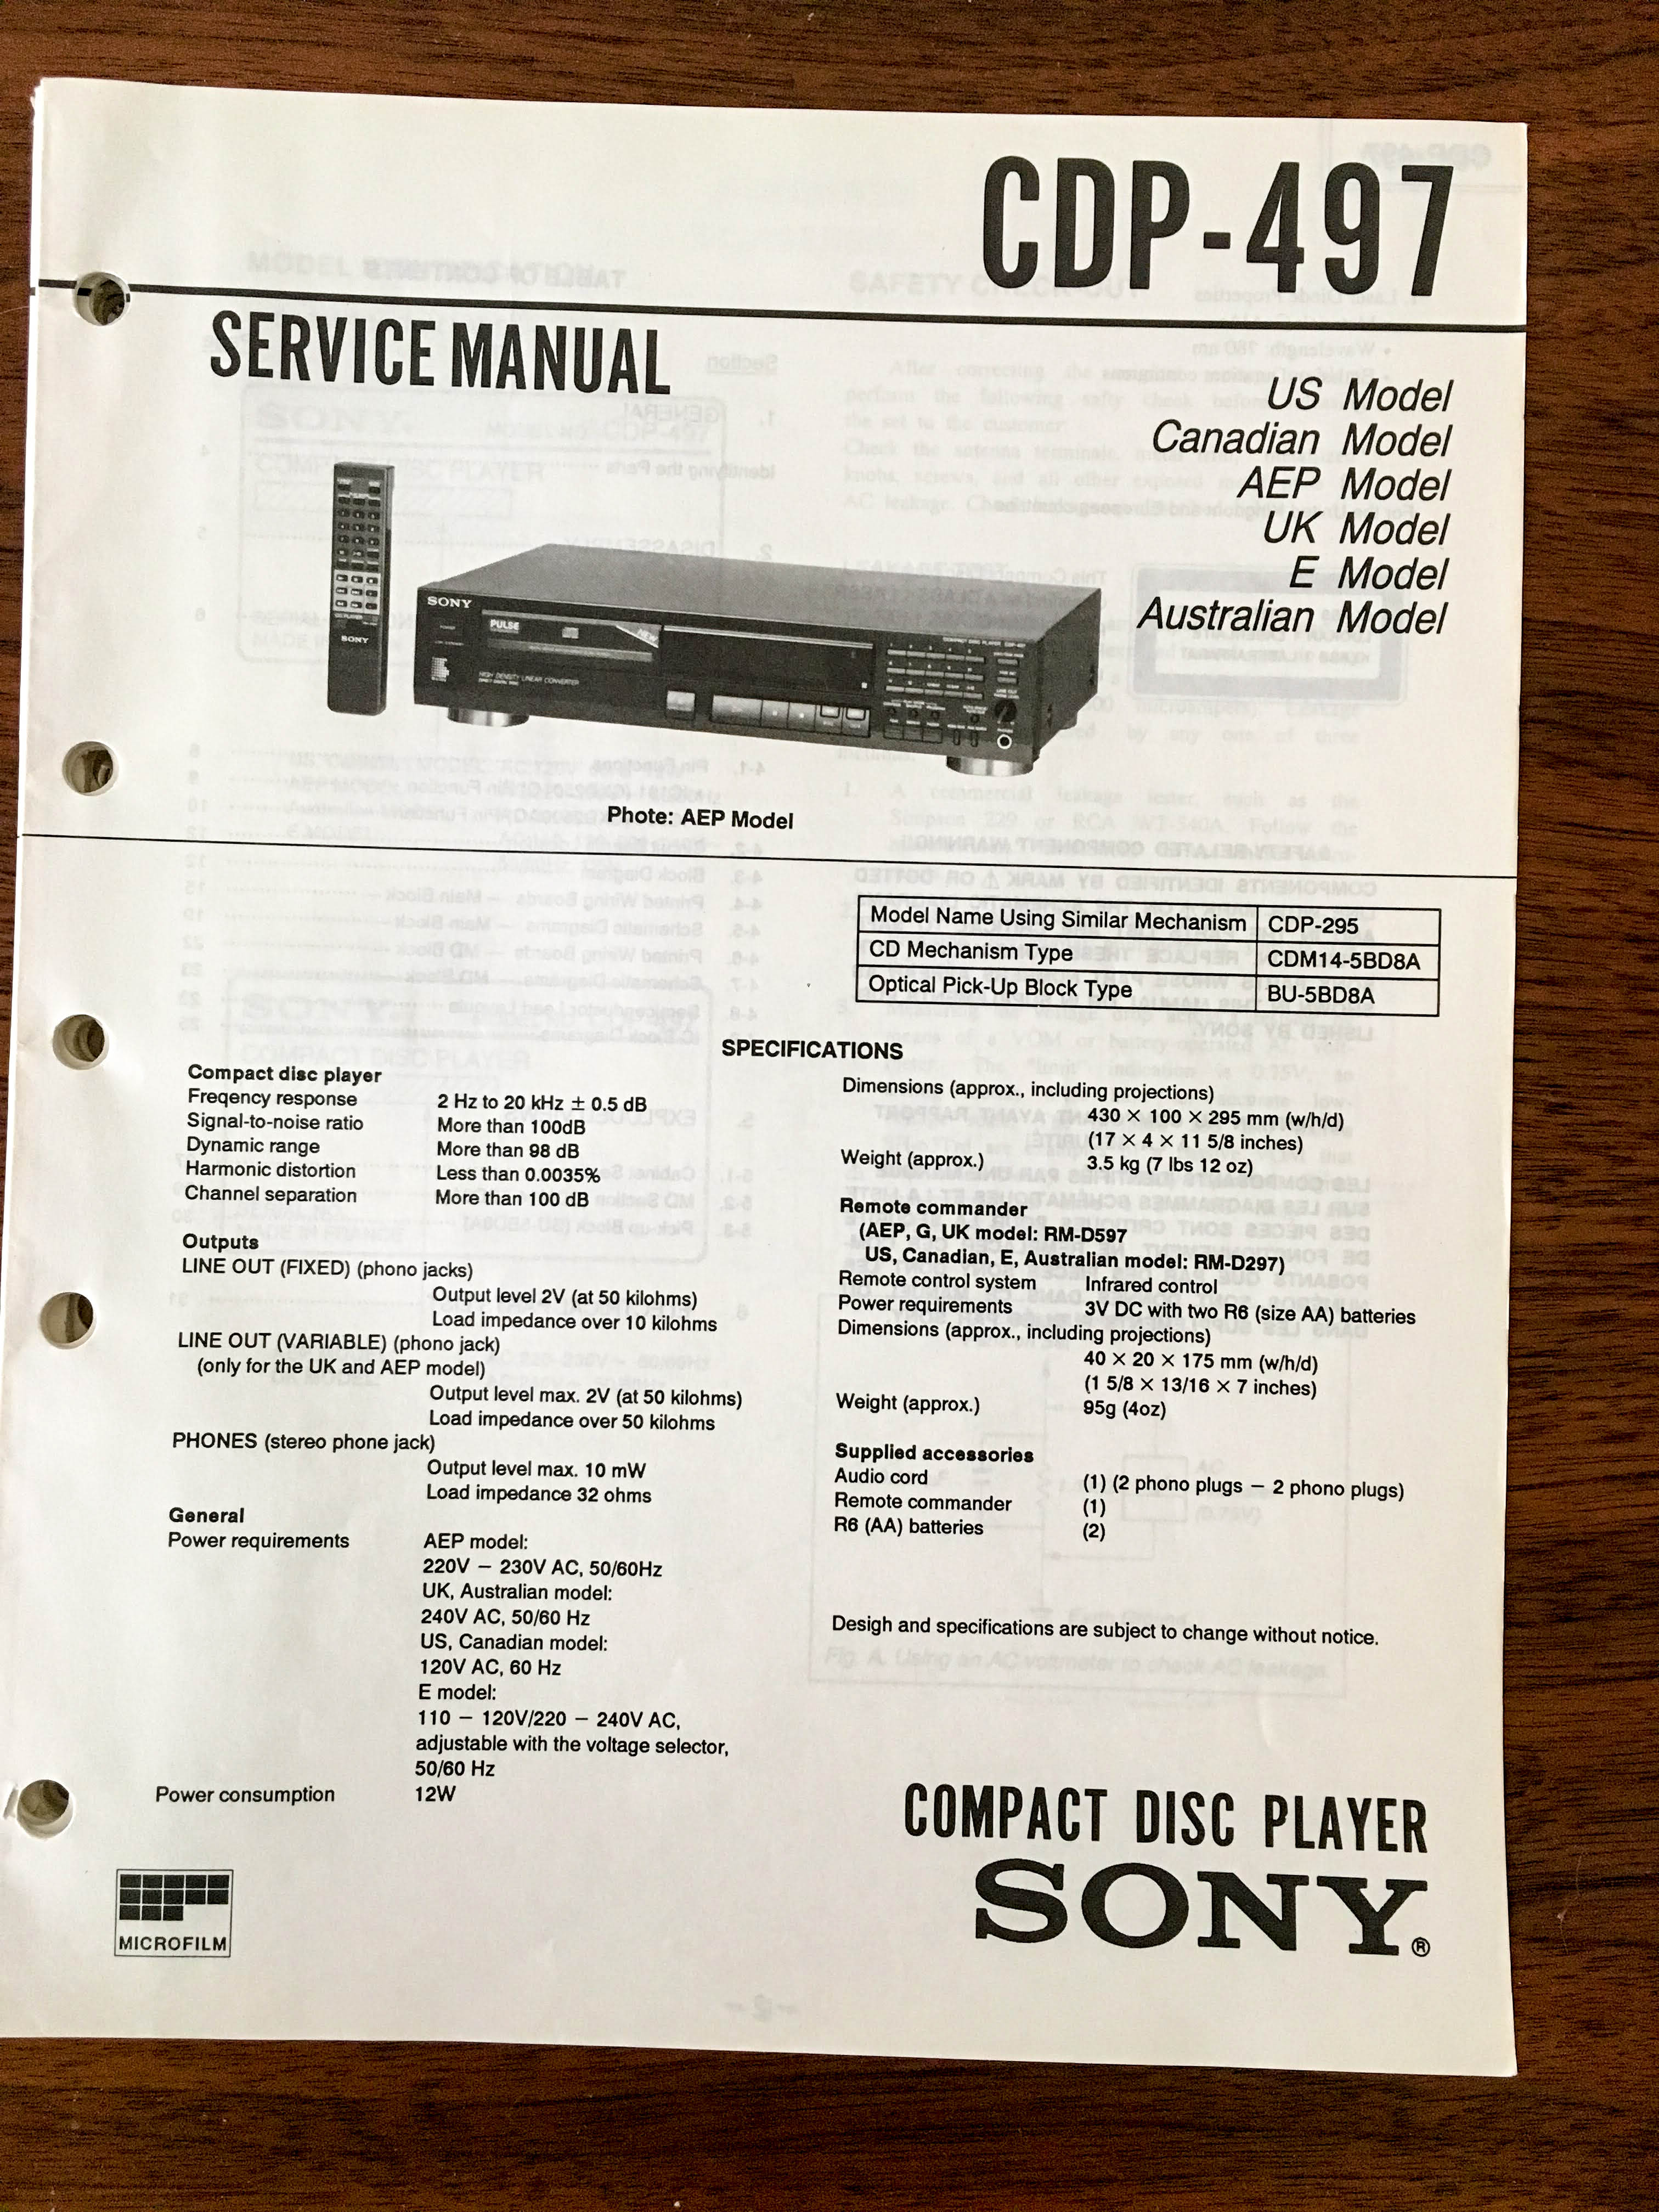 CDP-497
SERVICE MANUAL
US Model
Canadian Model
AEP Model
UK Model
E Model
Australian Model
SONY
SONY
PULSE
NEW
HIGH DENSITY LINEAR CONVERTER
Phote: AEP Model
Model Name Using Similar Mechanism CDP-295
CD Mechanism Type CDM14-5BD8A
Optical Pick-Up Block Type BU-5BD8A
SPECIFICATIONS
Compact disc player
Freqency response 2 Hz to 20 kHz ± 0.5 dB
Signal-to-noise ratio More than 100dB
Dynamic range More than 98 dB
Harmonic distortion Less than 0.0035%
Channel separation More than 100 dB
Outputs
LINE OUT (FIXED) (phono jacks)
Output level 2V (at 50 kilohms)
Load impedance over 10 kilohms
LINE OUT (VARIABLE) (phono jack)
(only for the UK and AEP model)
Output level max. 2V (at 50 kilohms)
Load impedance over 50 kilohms
PHONES (stereo phone jack)
Output level max. 10 mW
Load impedance 32 ohms
General
Power requirements AEP model:
220V – 230V AC, 50/60Hz
UK, Australian model:
240V AC, 50/60 Hz
US, Canadian model:
120V AC, 60 Hz
E model:
110 – 120V/220 – 240V AC,
adjustable with the voltage selector,
50/60 Hz
Power consumption 12W
Dimensions (approx., including projections)
430 × 100 × 295 mm (w/h/d)
(17 × 4 × 11 5/8 inches)
Weight (approx.) 3.5 kg (7 lbs 12 oz)
Remote commander
(AEP, G, UK model: RM-D597
US, Canadian, E, Australian model: RM-D297)
Remote control system Infrared control
Power requirements 3V DC with two R6 (size AA) batteries
Dimensions (approx., including projections)
40 × 20 × 175 mm (w/h/d)
(1 5/8 × 13/16 × 7 inches)
Weight (approx.) 95g (4oz)
Supplied accessories
Audio cord (1) (2 phono plugs – 2 phono plugs)
Remote commander (1)
R6 (AA) batteries (2)
Desigh and specifications are subject to change without notice.
COMPACT DISC PLAYER
SONY®
MICROFILM